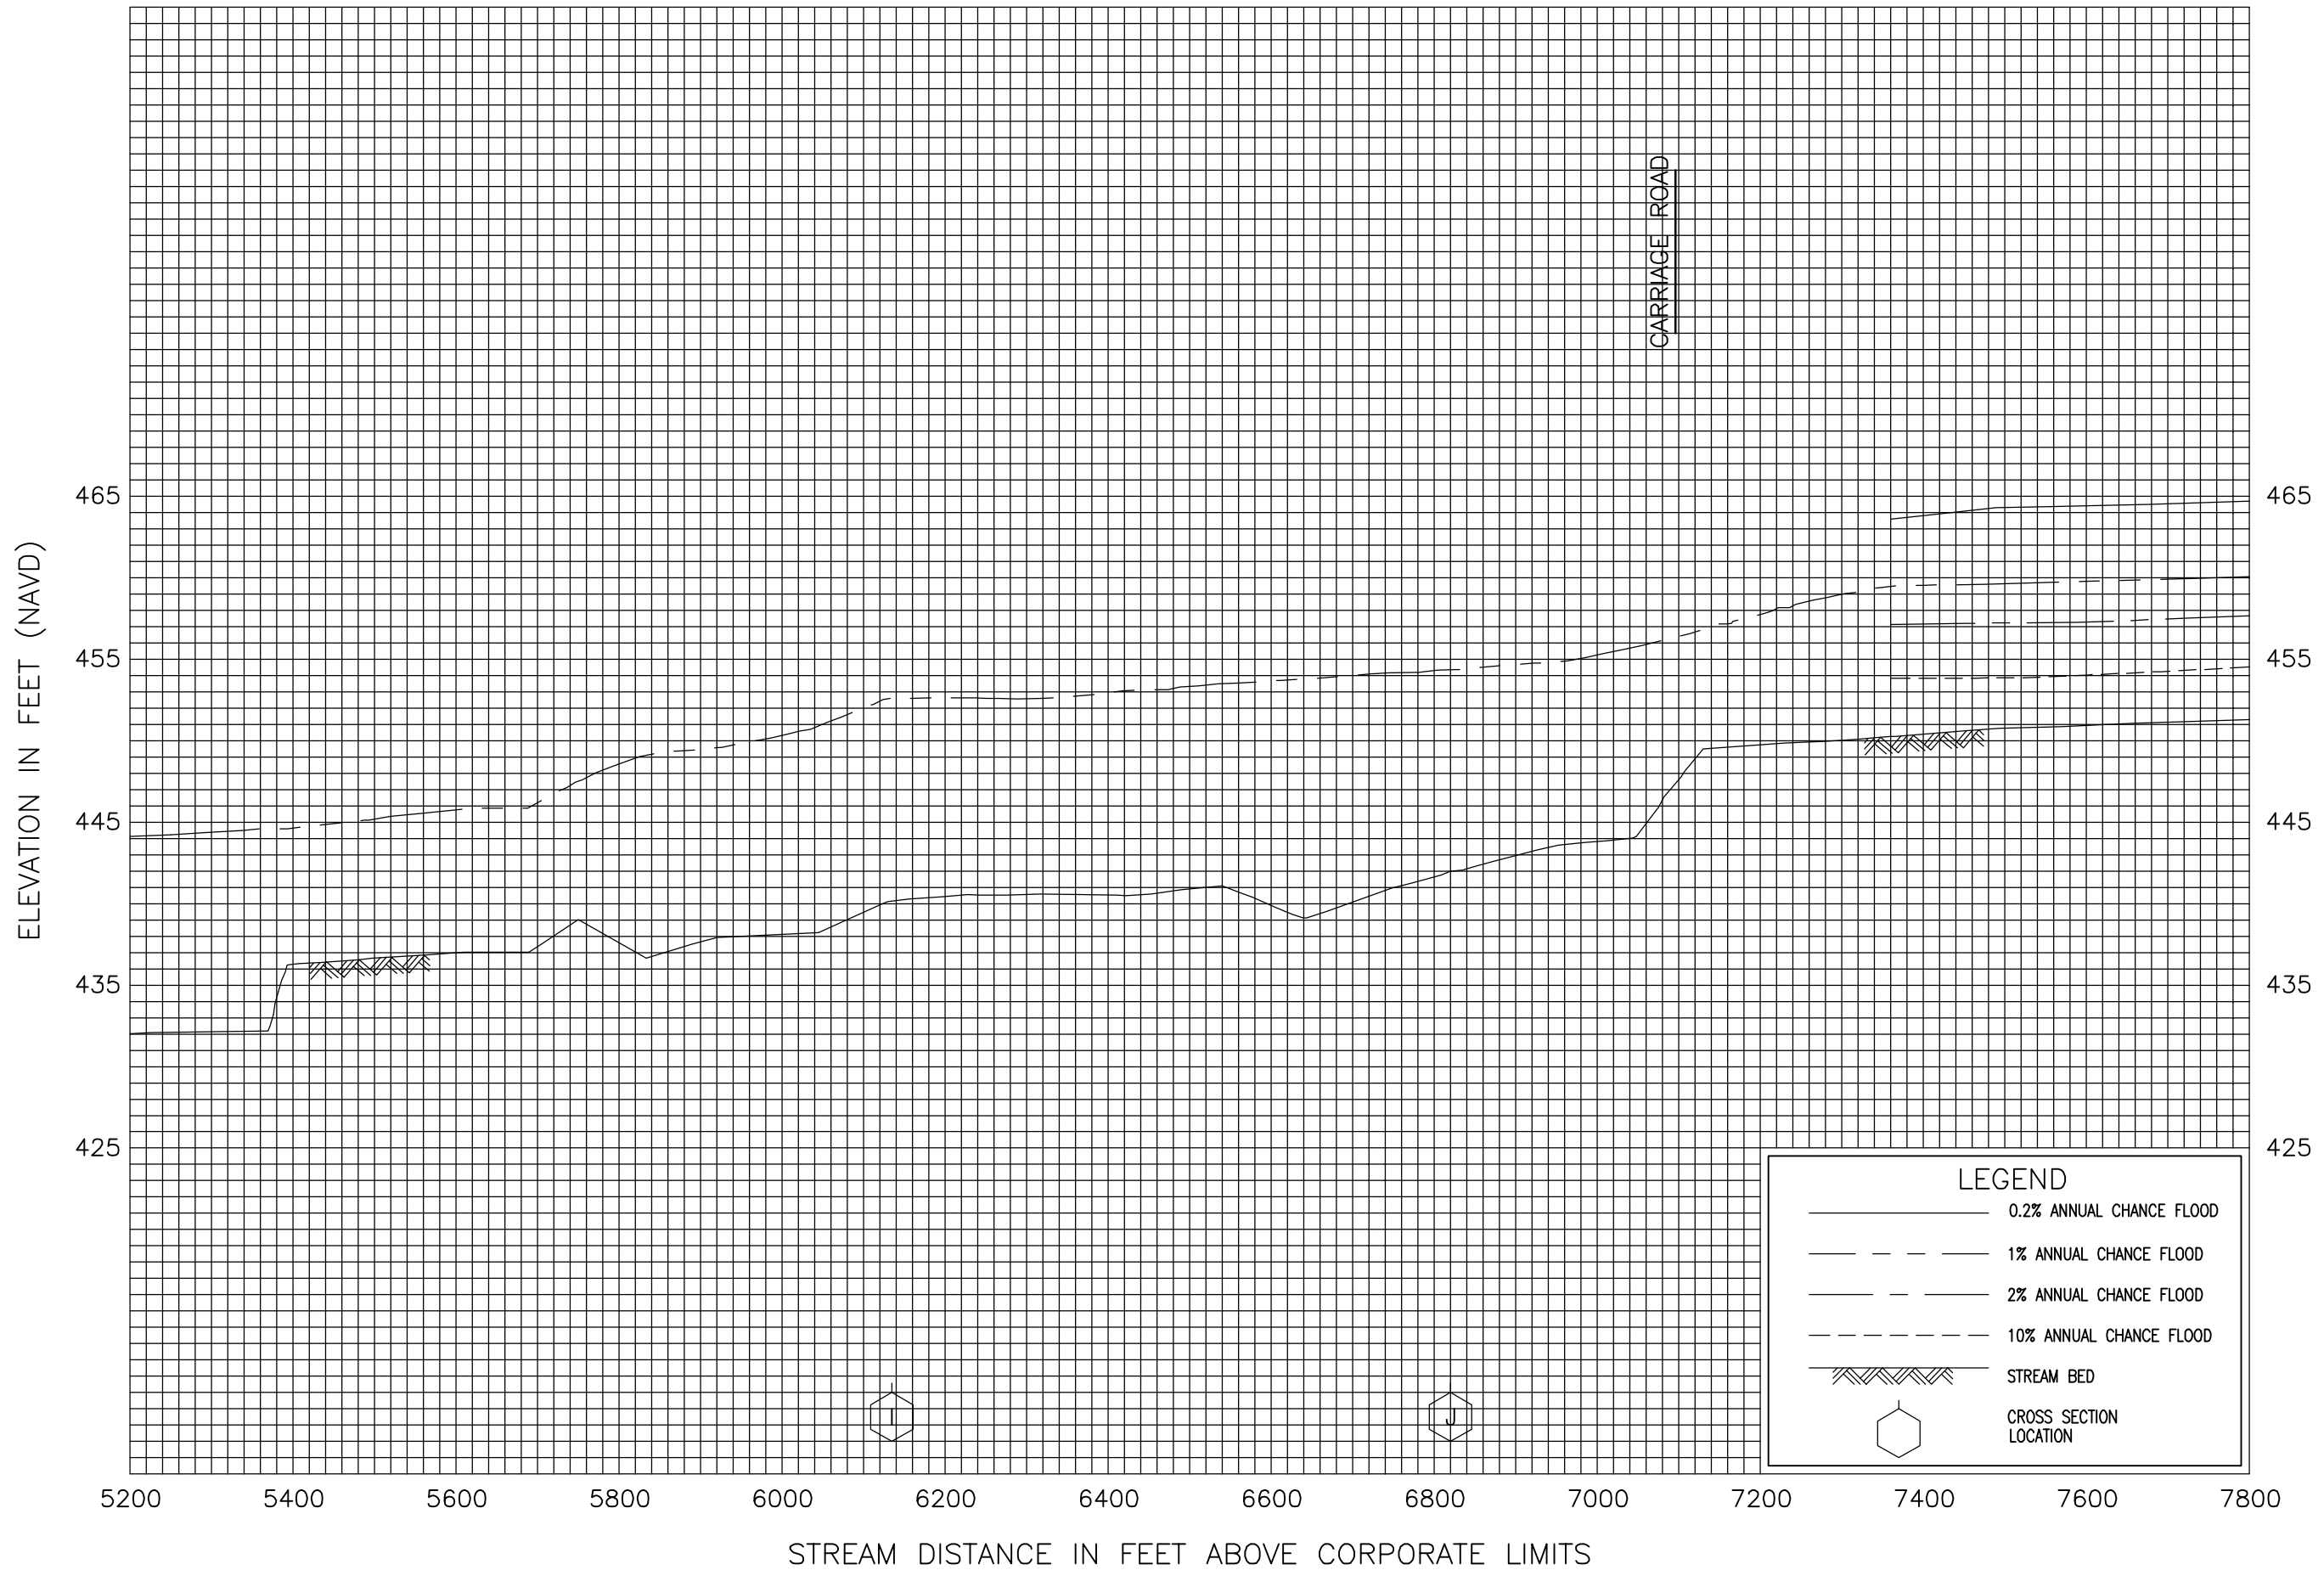 CARRIAGE ROAD
ELEVATION IN FEET (NAVD)
465
455
445
435
425
465
455
445
435
425
I
J
LEGEND
0.2% ANNUAL CHANCE FLOOD
1% ANNUAL CHANCE FLOOD
2% ANNUAL CHANCE FLOOD
10% ANNUAL CHANCE FLOOD
STREAM BED
CROSS SECTION
LOCATION
5200 5400 5600 5800 6000 6200 6400 6600 6800 7000 7200 7400 7600 7800
STREAM DISTANCE IN FEET ABOVE CORPORATE LIMITS